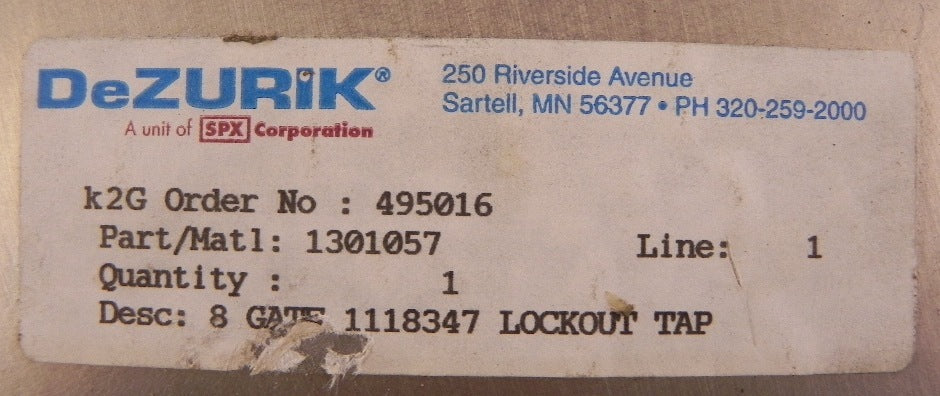 DeZURiK®
A unit of SPX Corporation
250 Riverside Avenue
Sartell, MN 56377 • PH 320-259-2000
k2G Order No : 495016
Part/Matl: 1301057 Line: 1
Quantity : 1
Desc: 8 GATE 1118347 LOCKOUT TAP